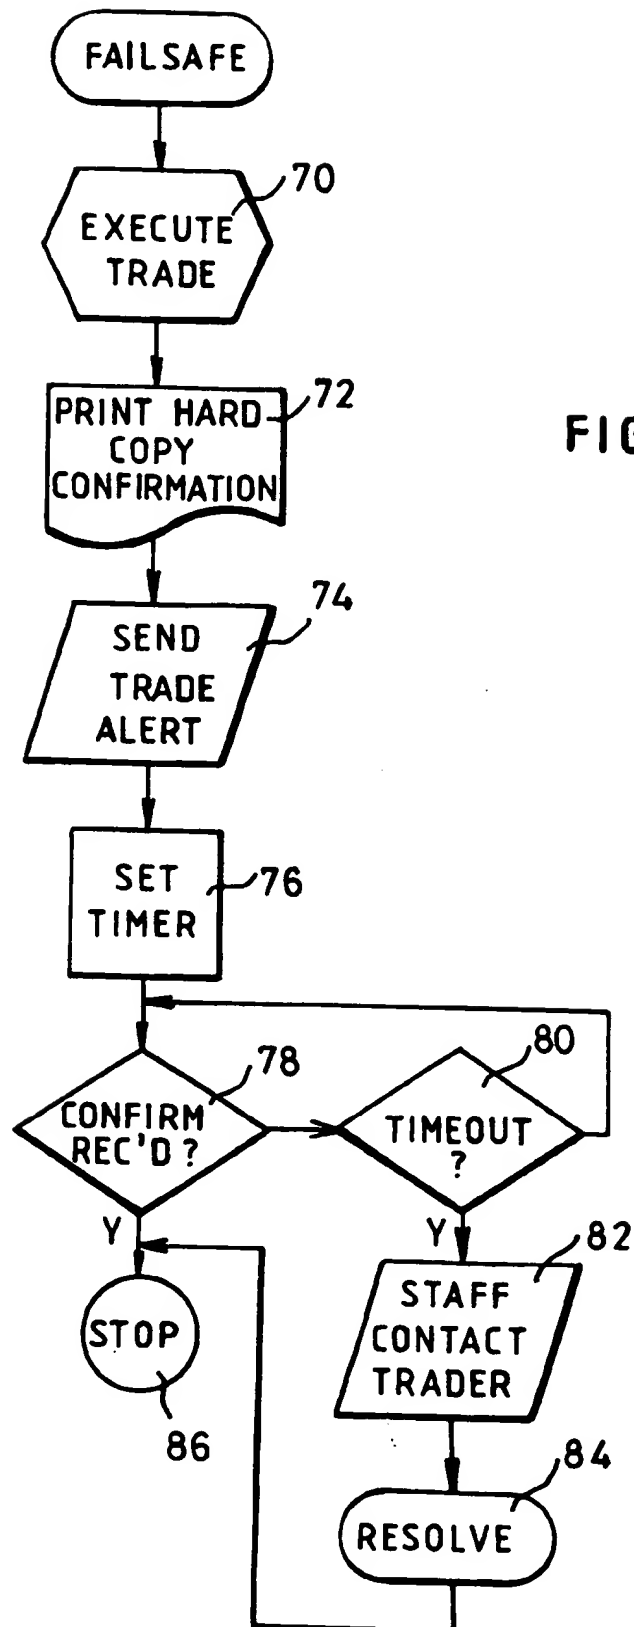 FAILSAFE
70
EXECUTE
TRADE
72
PRINT HARD
COPY
CONFIRMATION
FIG
74
SEND
TRADE
ALERT
SET
TIMER
76
78
CONFIRM
REC'D ?
80
TIMEOUT
?
Y
Y
82
STAFF
CONTACT
TRADER
STOP
86
84
RESOLVE